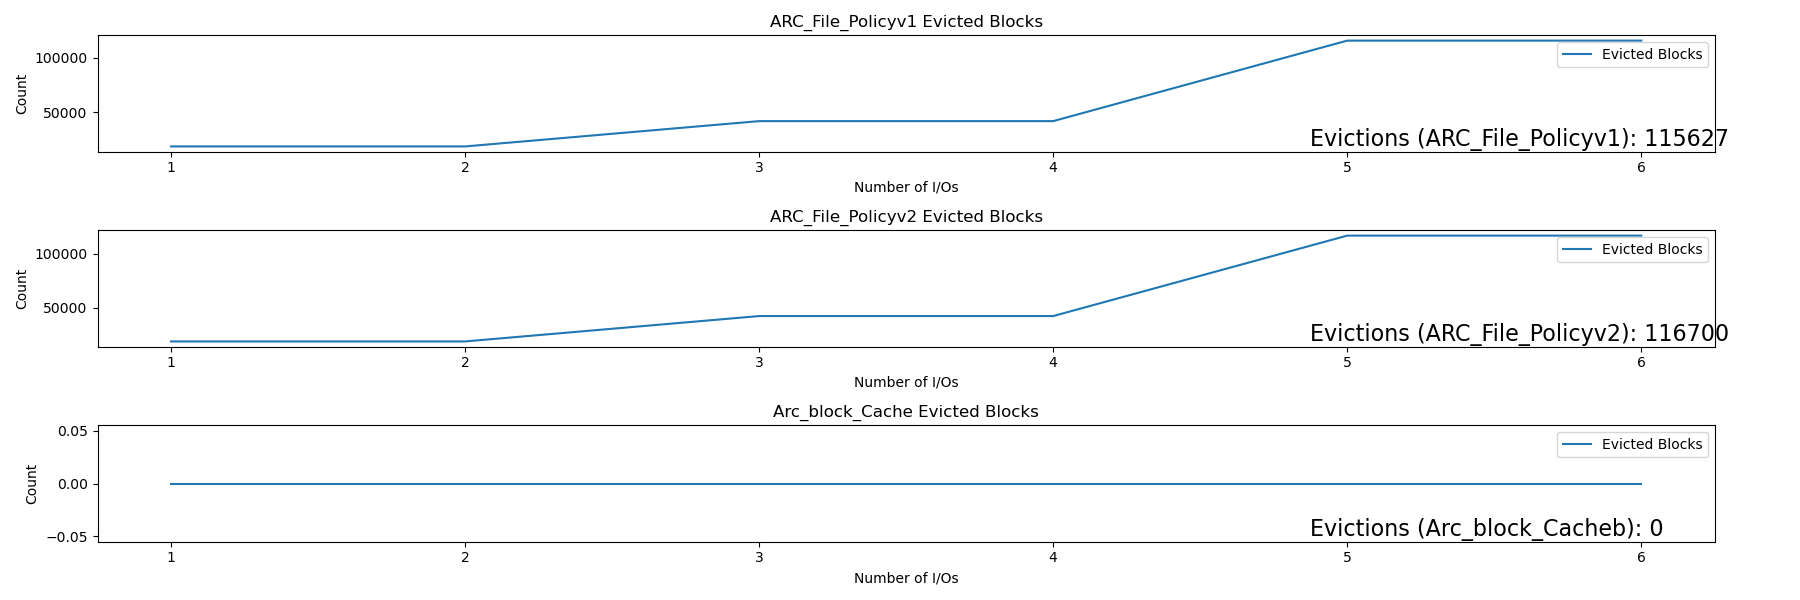 ARC_File_Policyv1 Evicted Blocks
100000
50000
Count
Evicted Blocks
Evictions (ARC_File_Policyv1): 115627
1 2 3 4 5 6
Number of I/Os
ARC_File_Policyv2 Evicted Blocks
100000
50000
Count
Evicted Blocks
Evictions (ARC_File_Policyv2): 116700
1 2 3 4 5 6
Number of I/Os
Arc_block_Cache Evicted Blocks
0.05
0.00
−0.05
Count
Evicted Blocks
Evictions (Arc_block_Cacheb): 0
1 2 3 4 5 6
Number of I/Os